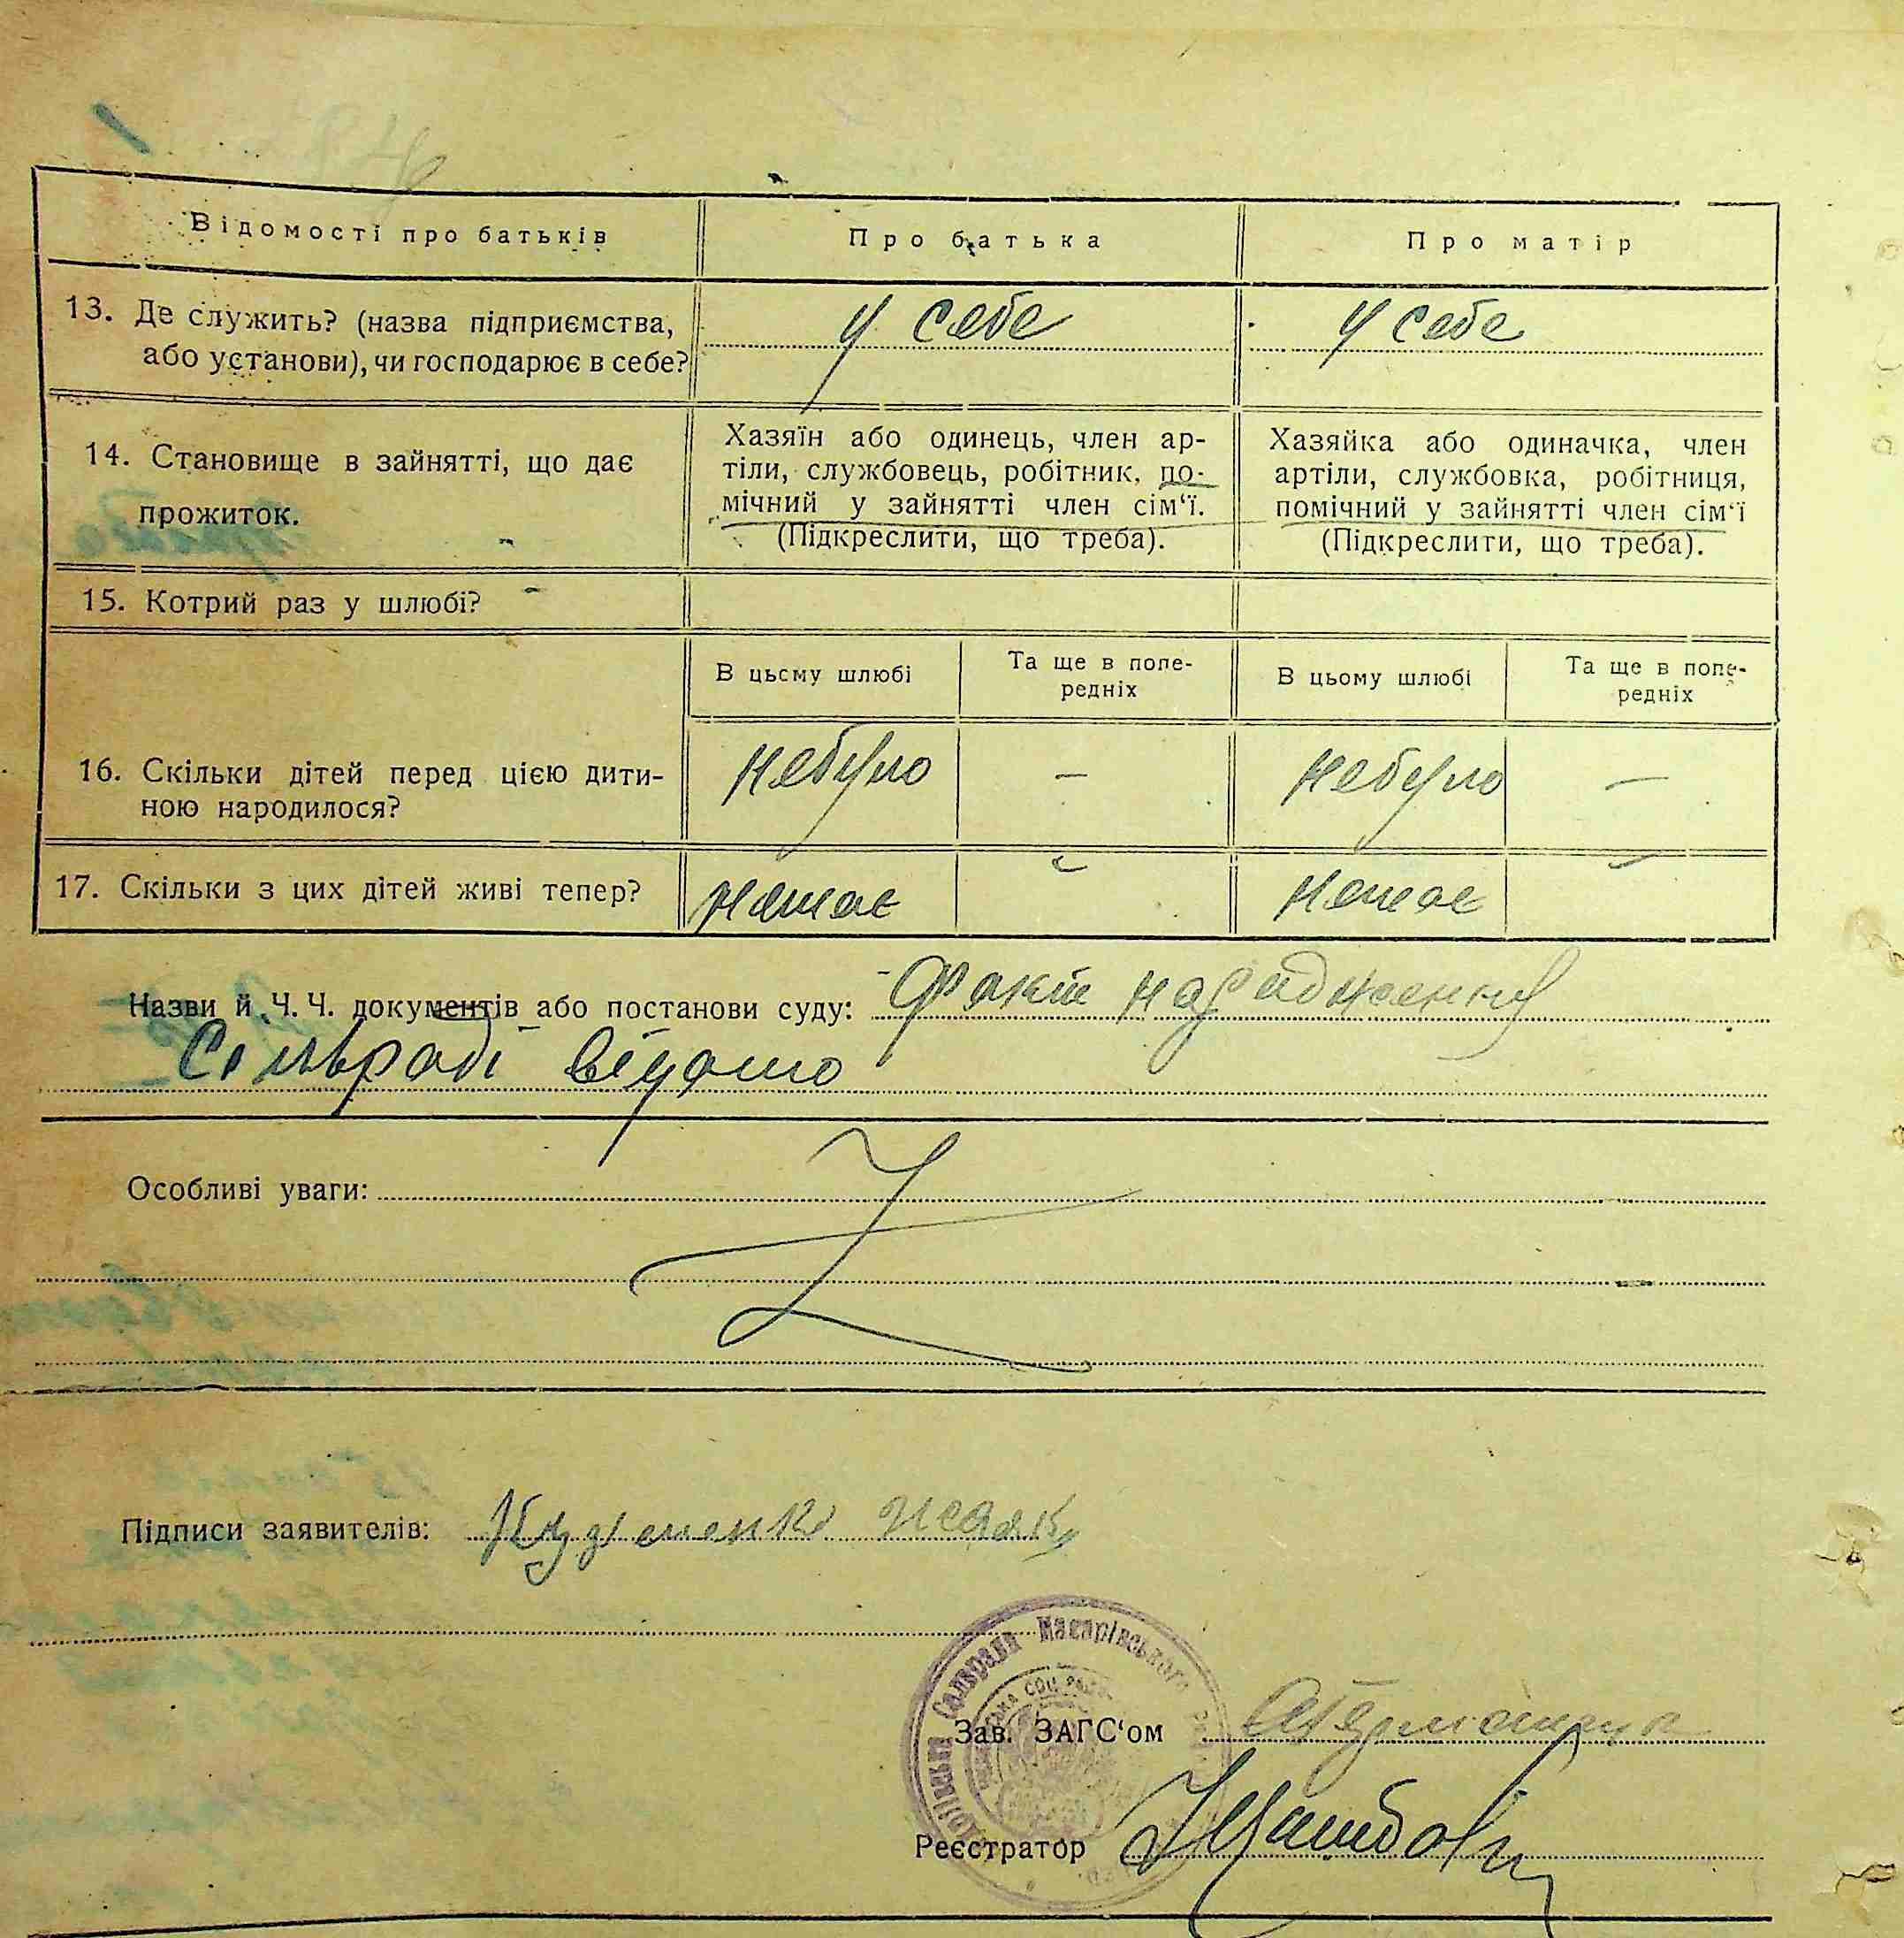 Відомості про батьків
Про батька
Про матір
13. Де служить? (назва підприємства,
або установи), чи господарює в себе?
у себе
у себе
14. Становище в зайнятті, що дає
прожиток.
Хазяїн або одинець, член ар-
тіли, службовець, робітник, по-
мічний у зайнятті член сім‘ї.
(Підкреслити, що треба).
Хазяйка або одиначка, член
артіли, службовка, робітниця,
помічний у зайнятті член сім‘ї
(Підкреслити, що треба).
15. Котрий раз у шлюбі?
В цьому шлюбі
Та ще в попе-
редніх
В цьому шлюбі
Та ще в попе-
редніх
16. Скільки дітей перед цією дити-
ною народилося?
небуло
—
небуло
—
17. Скільки з цих дітей живі тепер?
немає
немає
Назви й Ч. Ч. документів або постанови суду: Факт народження
Сільраді відомо
Особливі уваги:
Підписи заявителів:
Сільрада Макарівського
Зав. ЗАГС‘ом
Реєстратор